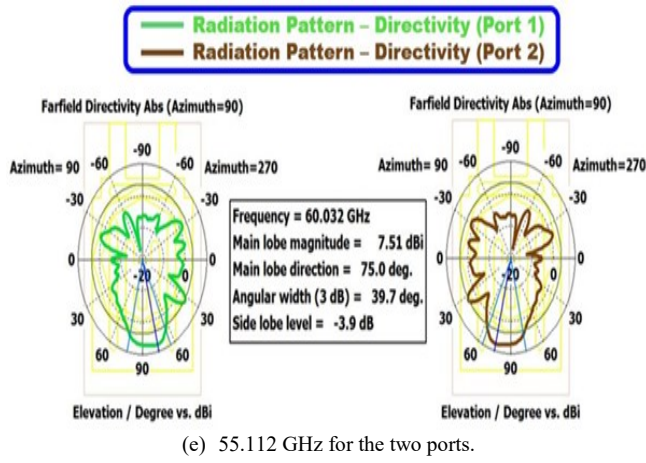 Radiation Pattern – Directivity (Port 1)
Radiation Pattern – Directivity (Port 2)
Farfield Directivity Abs (Azimuth=90)
-90
Azimuth= 90 -60 -60 Azimuth=270
-30 -30
0 -20 0 0
30 30
60 60
90
Elevation / Degree vs. dBi
Frequency = 60.032 GHz
Main lobe magnitude = 7.51 dBi
Main lobe direction = 75.0 deg.
Angular width (3 dB) = 39.7 deg.
Side lobe level = -3.9 dB
Farfield Directivity Abs (Azimuth=90)
-90
Azimuth= 90 -60 -60 Azimuth=270
-30 -30
0 -20 0 0
30 30
60 60
90
Elevation / Degree vs. dBi
(e) 55.112 GHz for the two ports.